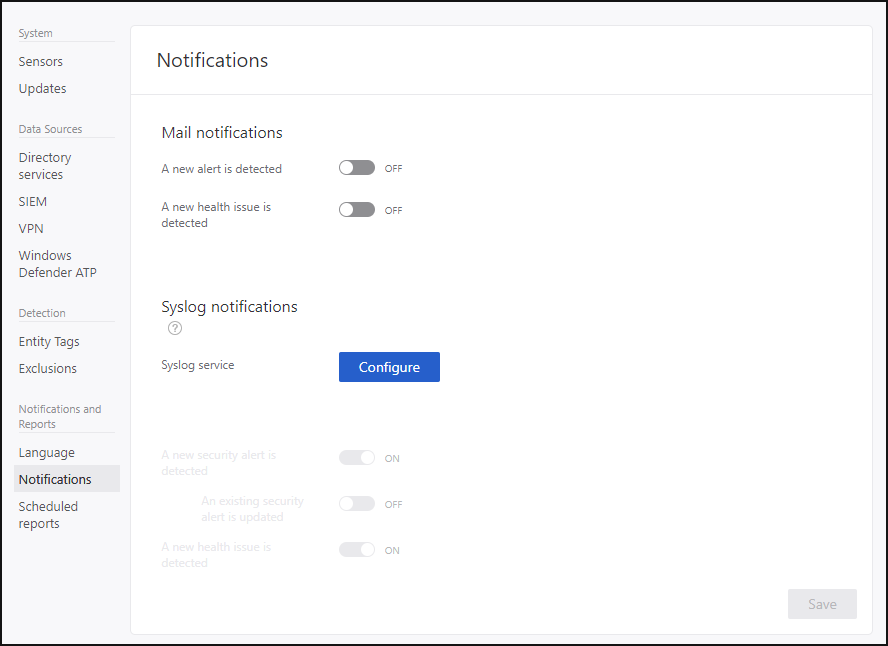 System
Sensors
Updates
Data Sources
Directory
services
SIEM
VPN
Windows
Defender ATP
Detection
Entity Tags
Exclusions
Notifications and
Reports
Language
Notifications
Scheduled
reports
Notifications
Mail notifications
A new alert is detected
OFF
A new health issue is
detected
OFF
Syslog notifications
?
Syslog service
Configure
A new security alert is
detected
ON
An existing security
alert is updated
OFF
A new health issue is
detected
ON
Save